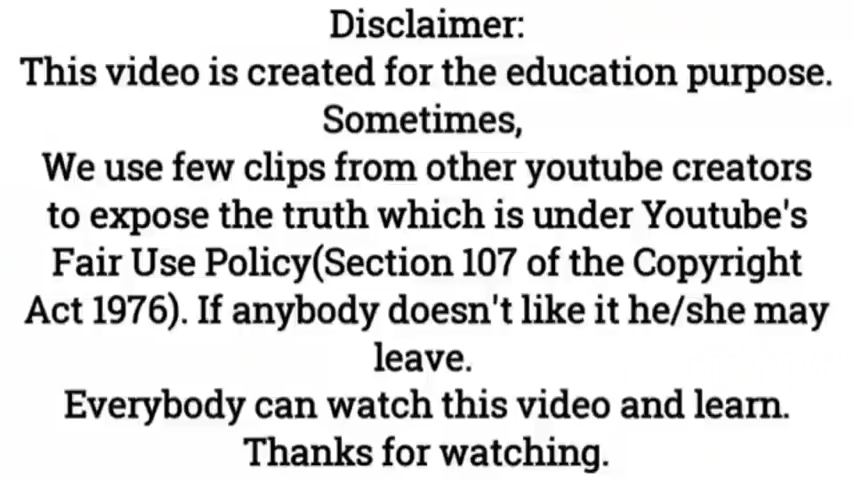 Disclaimer:
This video is created for the education purpose.
Sometimes,
We use few clips from other youtube creators
to expose the truth which is under Youtube's
Fair Use Policy(Section 107 of the Copyright
Act 1976). If anybody doesn't like it he/she may
leave.
Everybody can watch this video and learn.
Thanks for watching.